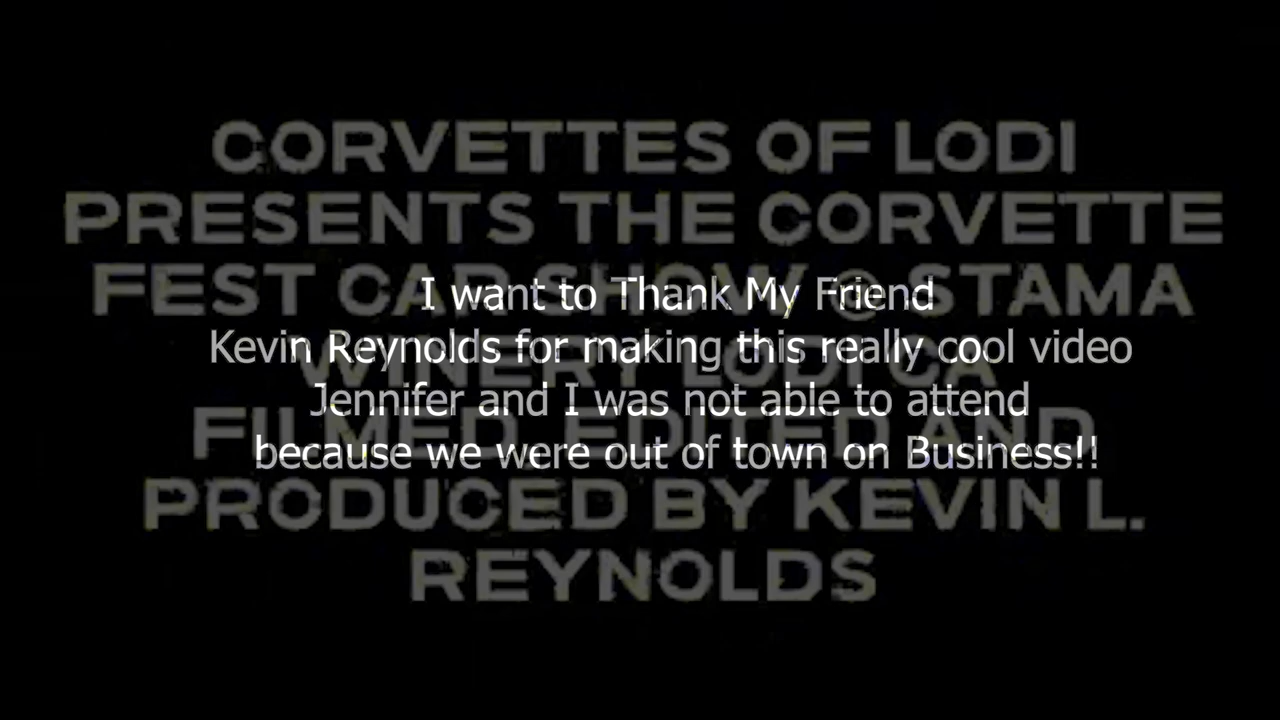 CORVETTES OF LODI
PRESENTS THE CORVETTE
FEST CAR SHOW @ STAMA
WINERY LODI CA
FILMED, EDITED AND
PRODUCED BY KEVIN L.
REYNOLDS
I want to Thank My Friend
Kevin Reynolds for making this really cool video
Jennifer and I was not able to attend
because we were out of town on Business!!